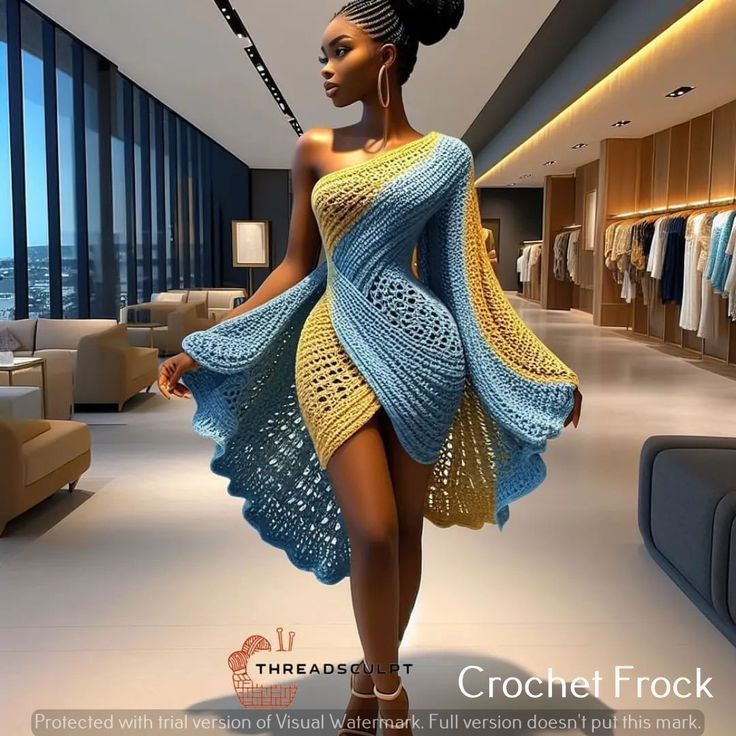 THREADSCULPT
Crochet Frock
Protected with trial version of Visual Watermark. Full version doesn't put this mark.